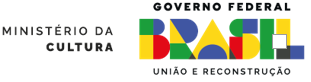 MINISTÉRIO DA
CULTURA
GOVERNO FEDERAL
BRASIL
UNIÃO E RECONSTRUÇÃO